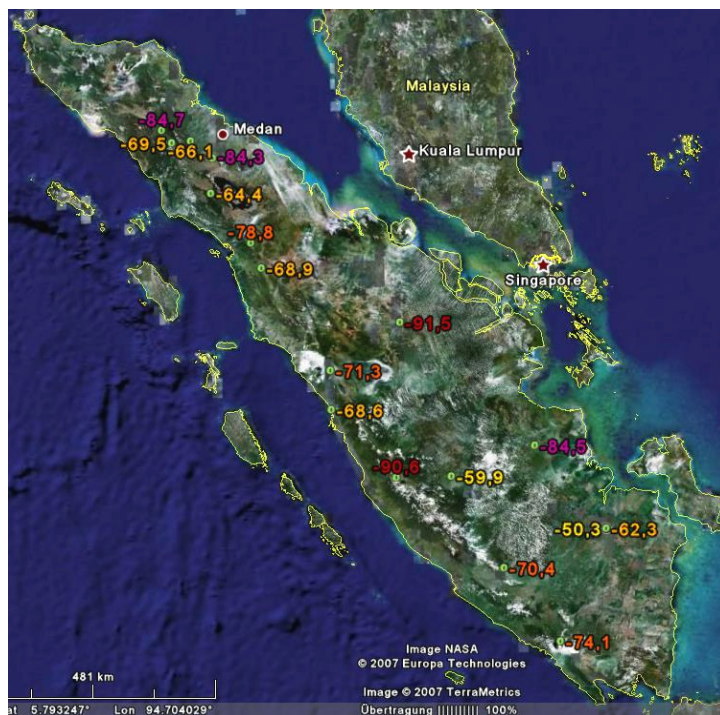 Malaysia
-84,7
Medan
-69,5
-66,1
-84,3
Kuala Lumpur
-64,4
-78,8
-68,9
Singapore
-91,5
-71,3
-68,6
-84,5
-90,6
-59,9
-50,3
-62,3
-70,4
-74,1
Image NASA
© 2007 Europa Technologies
481 km
Image © 2007 TerraMetrics
at 5.793247° Lon 94.704029°
Übertragung |||||||||| 100%